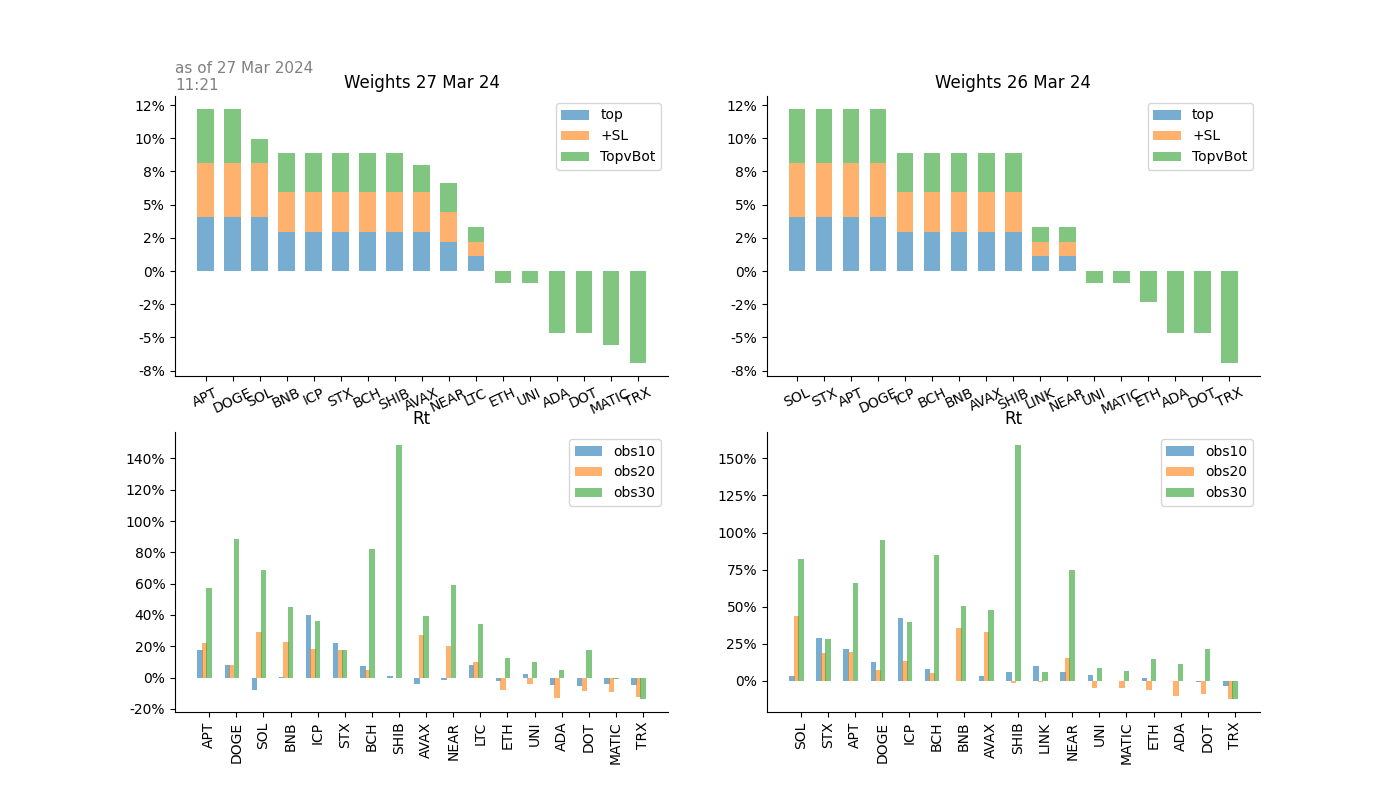 as of 27 Mar 2024
11:21
Weights 27 Mar 24
12%
10%
8%
5%
2%
0%
-2%
-5%
-8%
top
+SL
TopvBot
APT DOGE SOL BNB ICP STX BCH SHIB AVAX NEAR LTC ETH UNI ADA DOT MATIC TRX
Weights 26 Mar 24
12%
10%
8%
5%
2%
0%
-2%
-5%
-8%
top
+SL
TopvBot
SOL STX APT DOGE ICP BCH BNB AVAX SHIB LINK NEAR UNI MATIC ETH ADA DOT TRX
Rt
140%
120%
100%
80%
60%
40%
20%
0%
-20%
obs10
obs20
obs30
APT DOGE SOL BNB ICP STX BCH SHIB AVAX NEAR LTC ETH UNI ADA DOT MATIC TRX
Rt
150%
125%
100%
75%
50%
25%
0%
obs10
obs20
obs30
SOL STX APT DOGE ICP BCH BNB AVAX SHIB LINK NEAR UNI MATIC ETH ADA DOT TRX